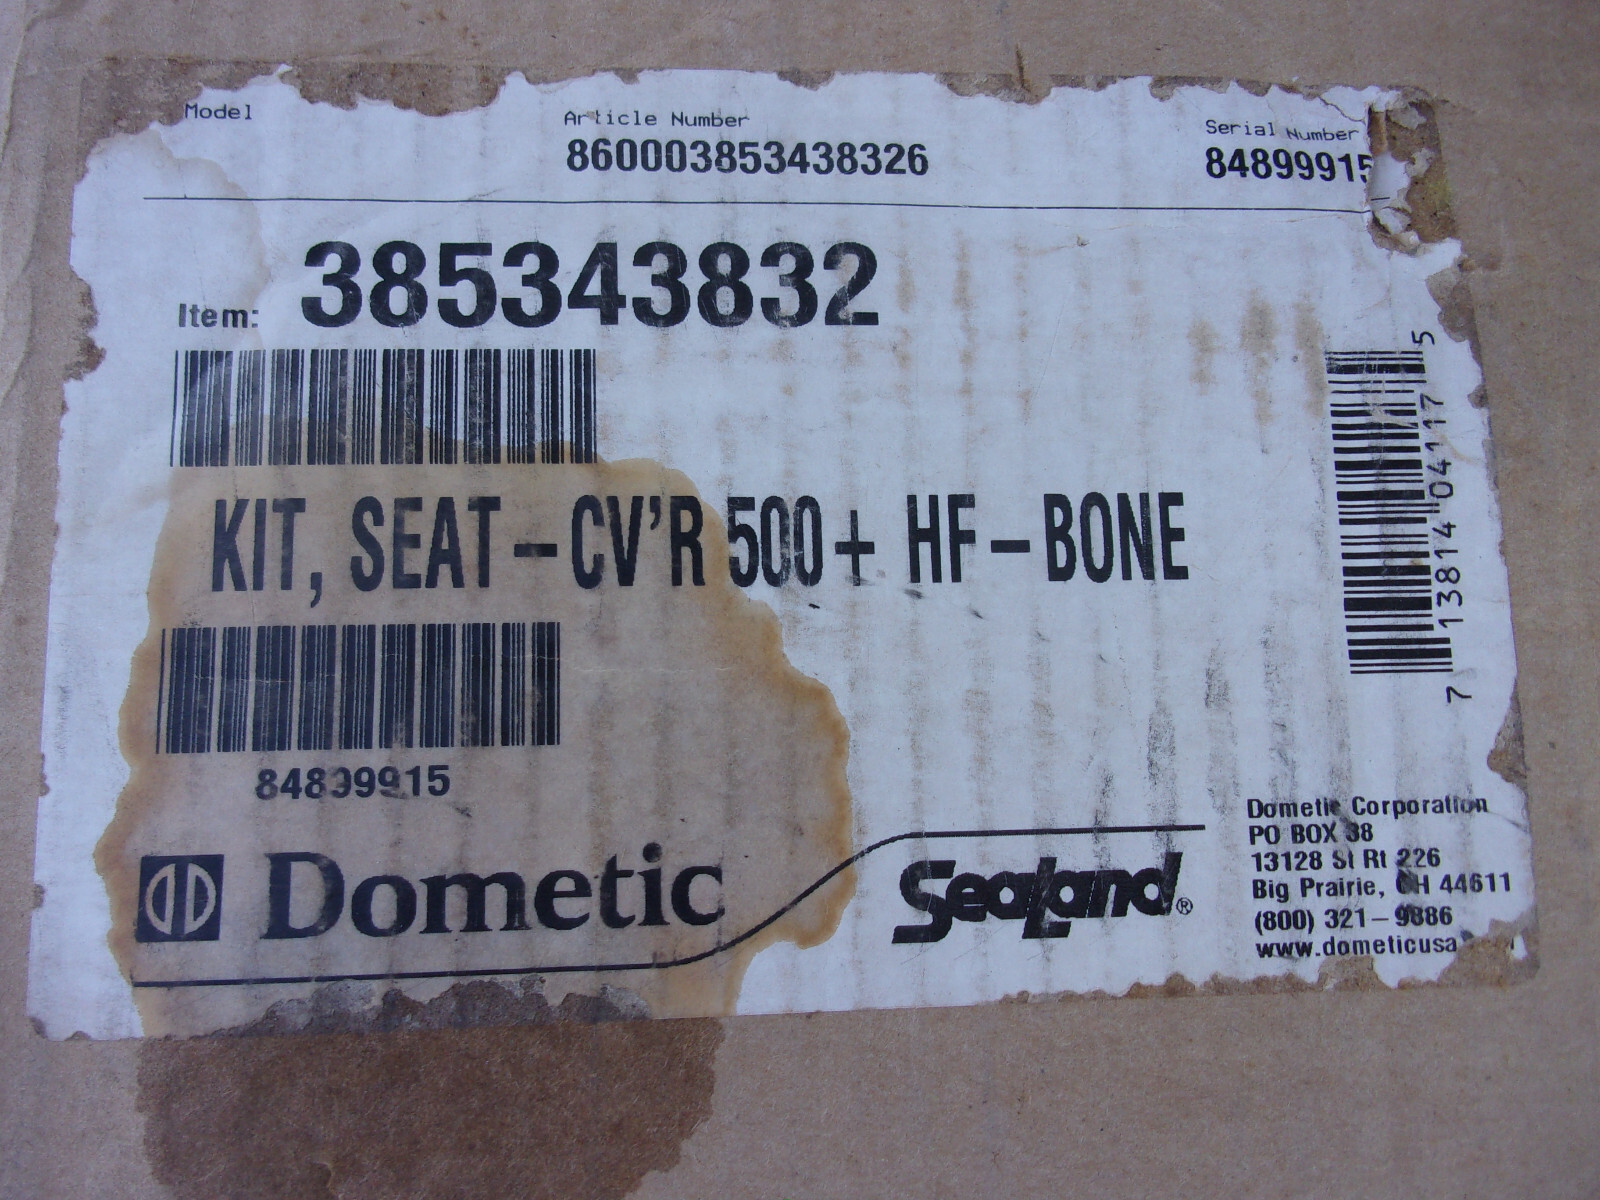 Model Article Number Serial Number
860003853438326 84899915
Item: 385343832
KIT, SEAT-CV'R 500+ HF-BONE
7 13814 04117 5
84899915
Dometic
SeaLand®
Dometic Corporation
PO BOX 38
13128 St Rt 226
Big Prairie, OH 44611
(800) 321-9886
www.dometicusa.com